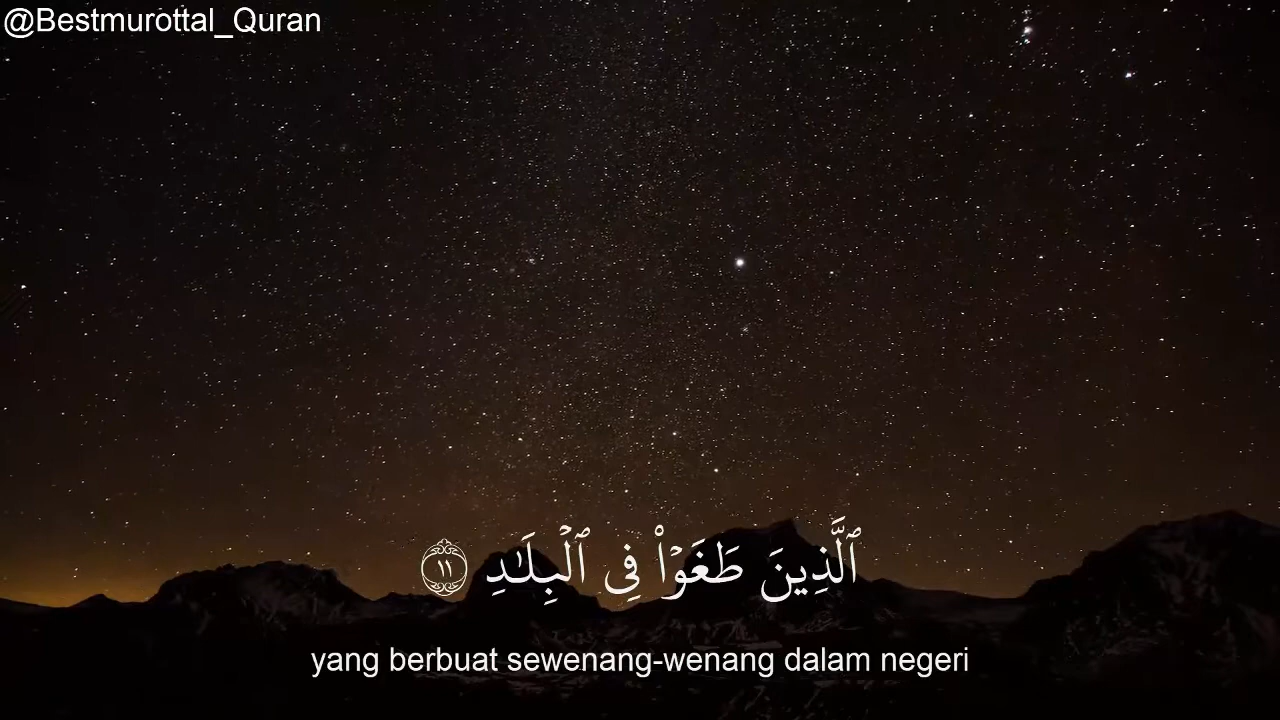 @Bestmurottal_Quran
ٱلَّذِينَ طَغَوْا۟ فِى ٱلْبِلَـٰدِ ١١
yang berbuat sewenang-wenang dalam negeri